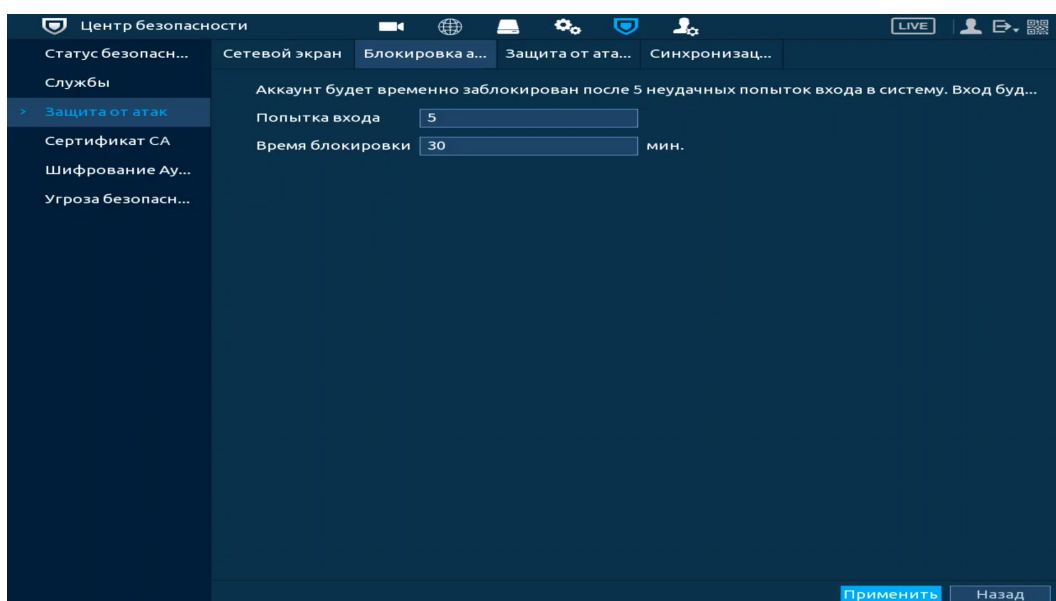 Центр безопасности
LIVE
Статус безопасн...
Сетевой экран
Блокировка а...
Защита от ата...
Синхронизац...
Службы
Аккаунт будет временно заблокирован после 5 неудачных попыток входа в систему. Вход буд...
> Защита от атак
Попытка входа 5
Сертификат CA
Время блокировки 30 мин.
Шифрование Ау...
Угроза безопасн...
Применить
Назад